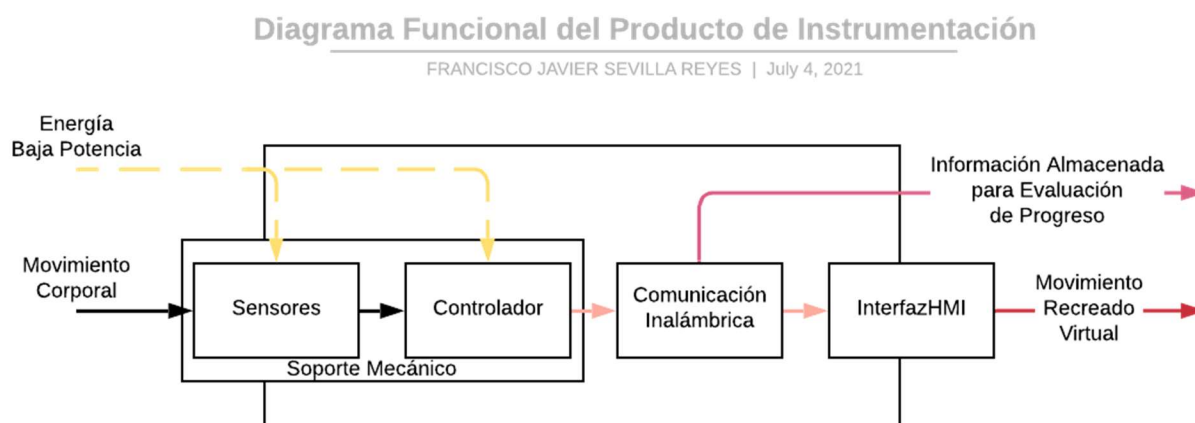 Diagrama Funcional del Producto de Instrumentación
FRANCISCO JAVIER SEVILLA REYES | July 4, 2021
Energía
Baja Potencia
Información Almacenada
para Evaluación
de Progreso
Movimiento
Corporal
Sensores
Controlador
Soporte Mecánico
Comunicación
Inalámbrica
InterfazHMI
Movimiento
Recreado
Virtual